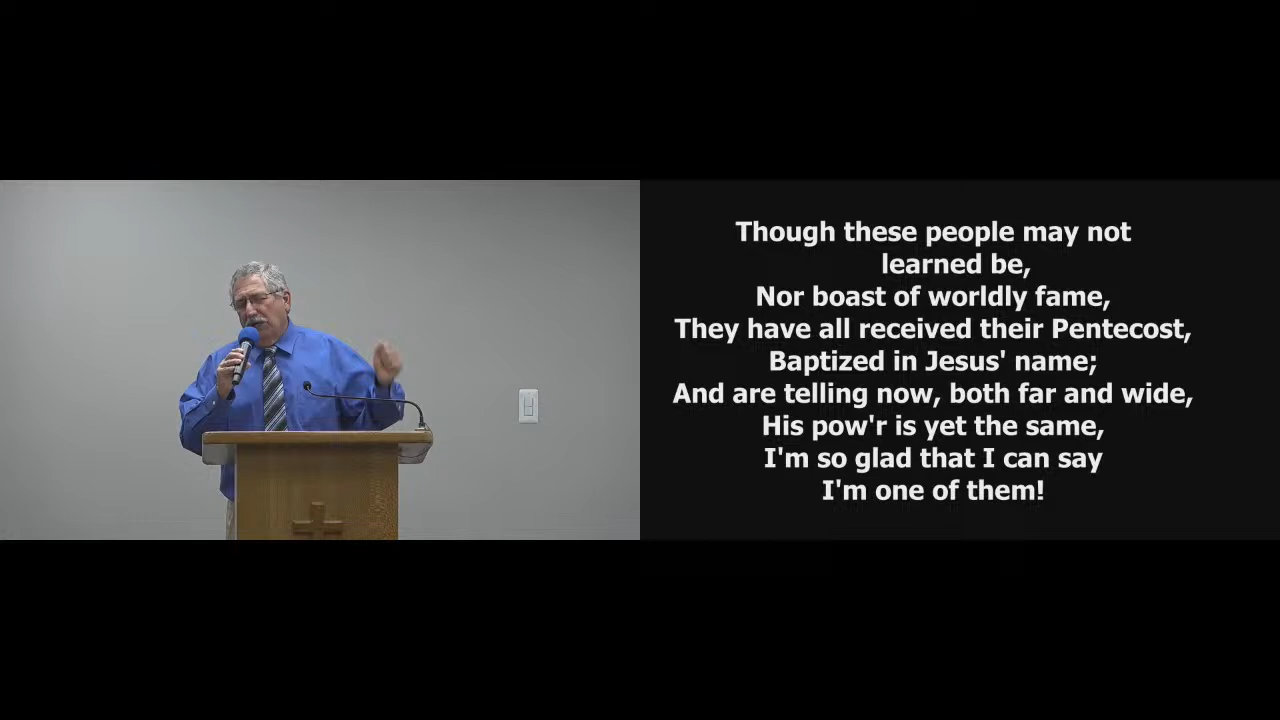 Though these people may not
learned be,
Nor boast of worldly fame,
They have all received their Pentecost,
Baptized in Jesus' name;
And are telling now, both far and wide,
His pow'r is yet the same,
I'm so glad that I can say
I'm one of them!